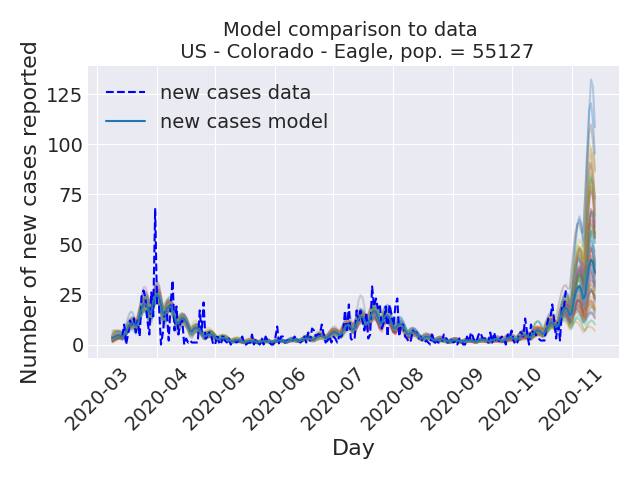 Model comparison to data
US - Colorado - Eagle, pop. = 55127
Number of new cases reported
125
100
75
50
25
0
new cases data
new cases model
2020-03
2020-04
2020-05
2020-06
2020-07
2020-08
2020-09
2020-10
2020-11
Day